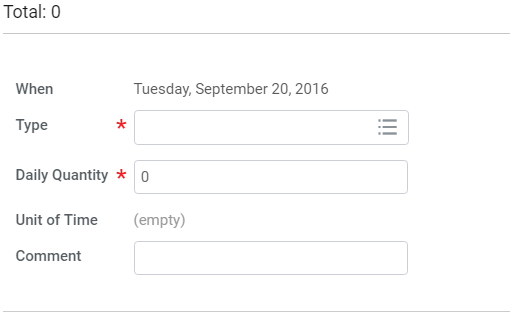 Total: 0
When Tuesday, September 20, 2016
Type *
Daily Quantity * 0
Unit of Time (empty)
Comment